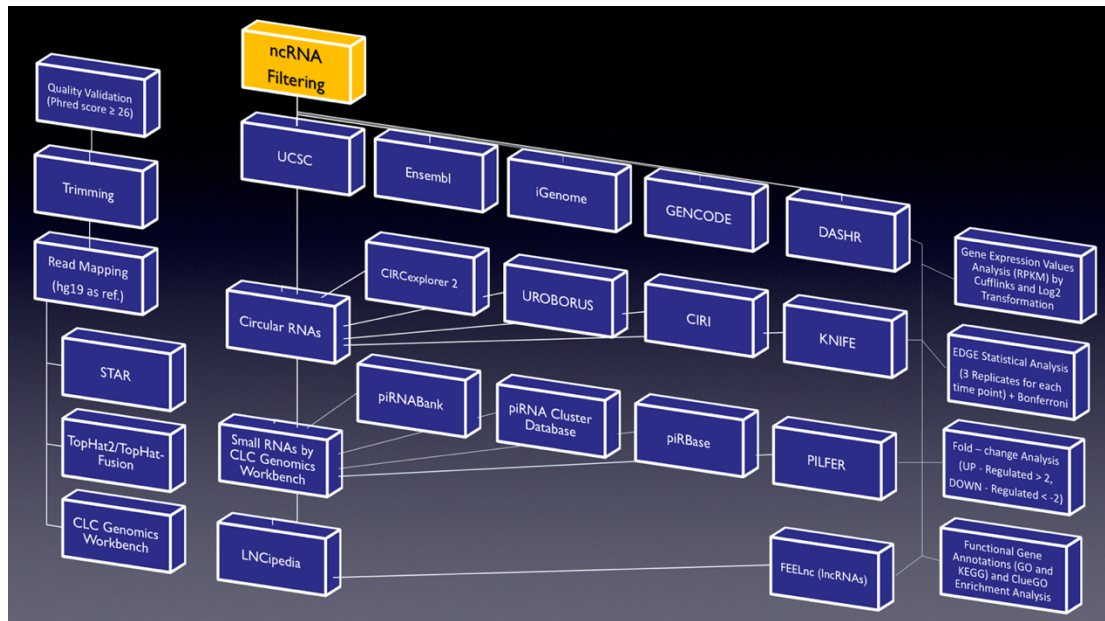 ncRNA
Filtering
Quality Validation
(Phred score ≥ 26)
Trimming
Read Mapping
(hg19 as ref.)
STAR
TopHat2/TopHat-
Fusion
CLC Genomics
Workbench
UCSC
Ensembl
iGenome
GENCODE
DASHR
Circular RNAs
CIRCexplorer 2
UROBORUS
CIRI
KNIFE
Small RNAs by
CLC Genomics
Workbench
piRNABank
piRNA Cluster
Database
piRBase
PILFER
LNCipedia
FEELnc (lncRNAs)
Gene Expression Values
Analysis (RPKM) by
Cufflinks and Log2
Transformation
EDGE Statistical Analysis
(3 Replicates for each
time point) + Bonferroni
Fold – change Analysis
(UP - Regulated > 2,
DOWN - Regulated < -2)
Functional Gene
Annotations (GO and
KEGG) and ClueGO
Enrichment Analysis